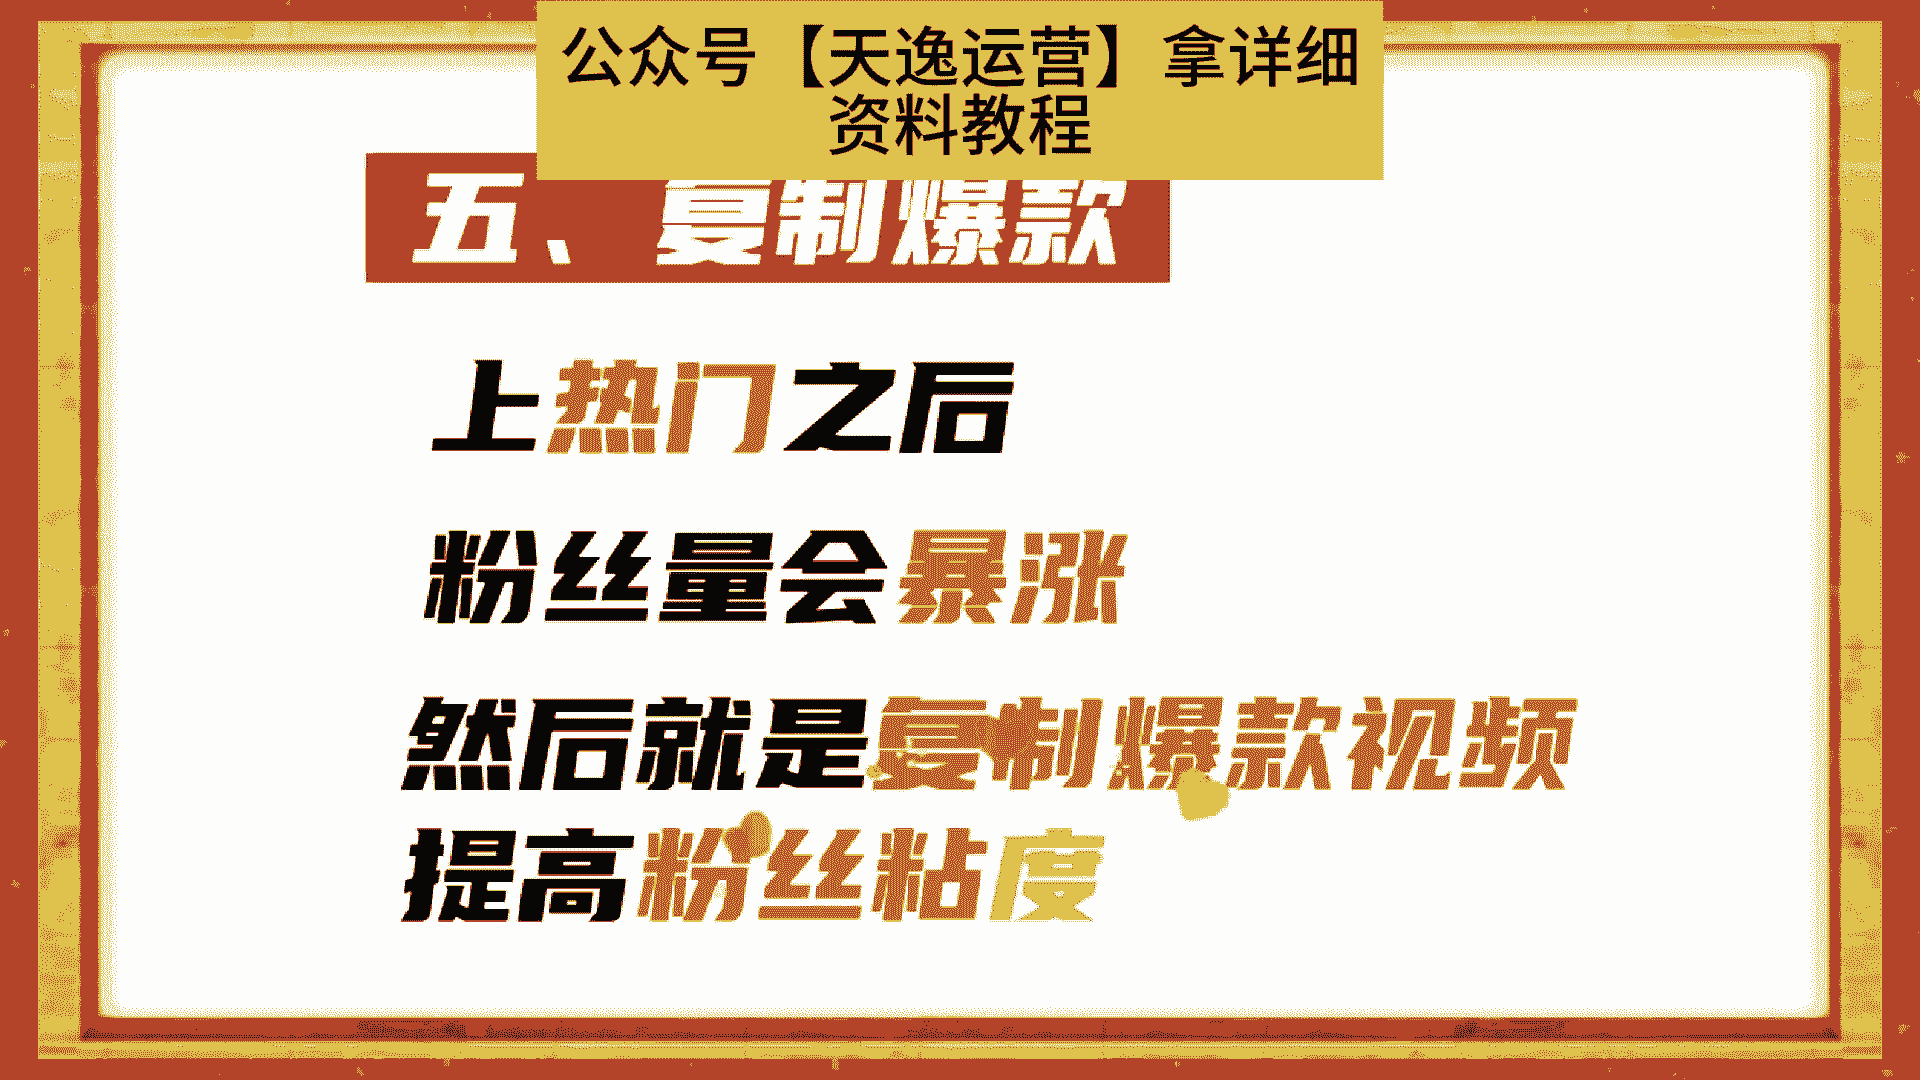 公众号【天逸运营】拿详细
资料教程
五、复制爆款
上热门之后
粉丝量会暴涨
然后就是复制爆款视频
提高粉丝粘度